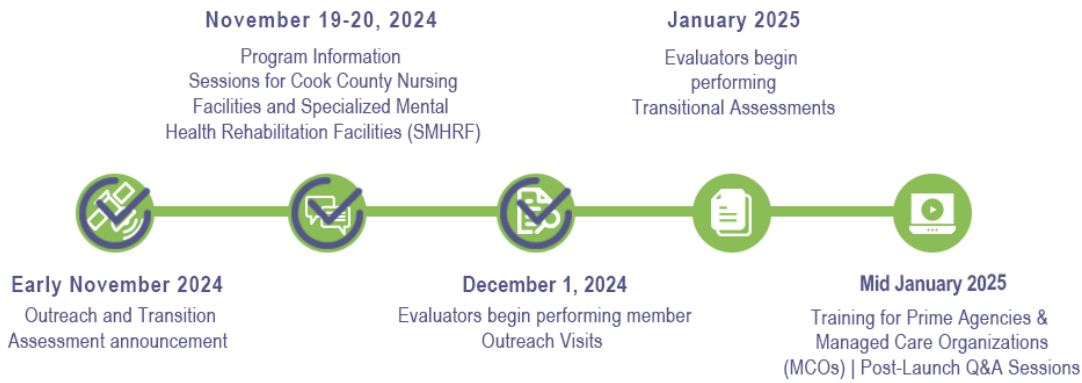 November 19-20, 2024
Program Information
Sessions for Cook County Nursing
Facilities and Specialized Mental
Health Rehabilitation Facilities (SMHRF)
January 2025
Evaluators begin
performing
Transitional Assessments
Early November 2024
Outreach and Transition
Assessment announcement
December 1, 2024
Evaluators begin performing member
Outreach Visits
Mid January 2025
Training for Prime Agencies &
Managed Care Organizations
(MCOs) | Post-Launch Q&A Sessions